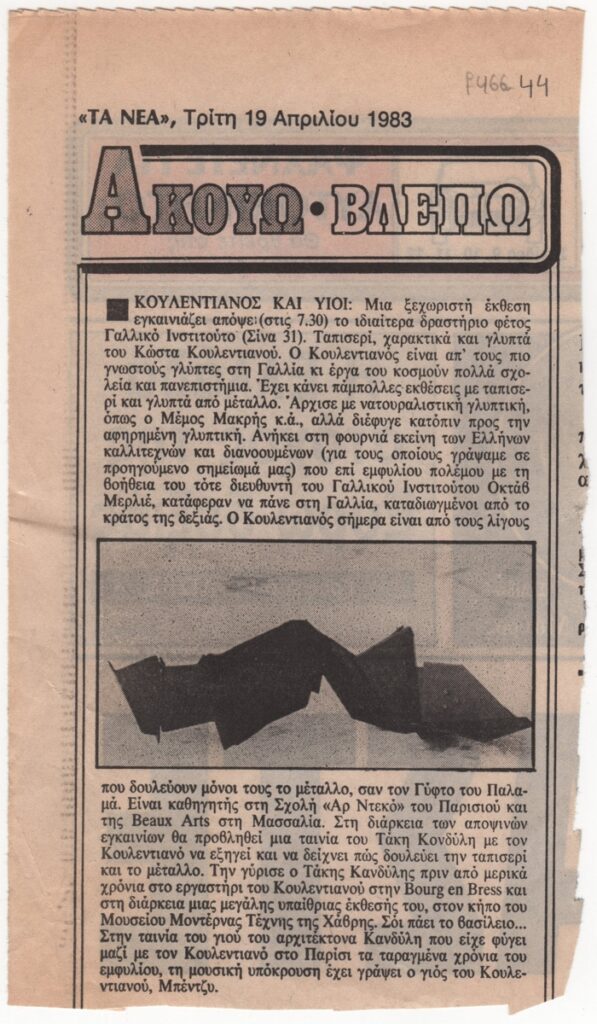 P466 44
«ΤΑ ΝΕΑ», Τρίτη 19 Απριλίου 1983
ΑΚΟΥΩ • ΒΛΕΠΩ
ΚΟΥΛΕΝΤΙΑΝΟΣ ΚΑΙ ΥΙΟΙ: Μια ξεχωριστή έκθεση
εγκαινιάζει απόψε (στις 7.30) το ιδιαίτερα δραστήριο φέτος
Γαλλικό Ινστιτούτο (Σίνα 31). Ταπισερί, χαρακτικά και γλυπτά
του Κώστα Κουλεντιανού. Ο Κουλεντιανός είναι απ' τους πιο
γνωστούς γλύπτες στη Γαλλία κι έργα του κοσμούν πολλά σχο-
λεία και πανεπιστήμια. Έχει κάνει πάμπολλες εκθέσεις με ταπισε-
ρί και γλυπτά από μέταλλο. Άρχισε με νατουραλιστική γλυπτική,
όπως ο Μέμος Μακρής κ.ά., αλλά διέφυγε κατόπιν προς την
αφηρημένη γλυπτική. Ανήκει στη φουρνιά εκείνη των Ελλήνων
καλλιτεχνών και διανοουμένων (για τους οποίους γράψαμε σε
προηγούμενο σημείωμά μας) που επί εμφυλίου πολέμου με τη
βοήθεια του τότε διευθυντή του Γαλλικού Ινστιτούτου Οκτάβ
Μερλιέ, κατάφεραν να πάνε στη Γαλλία, καταδιωγμένοι από το
κράτος της δεξιάς. Ο Κουλεντιανός σήμερα είναι από τους λίγους
που δουλεύουν μόνοι τους το μέταλλο, σαν τον Γύφτο του Παλα-
μά. Είναι καθηγητής στη Σχολή «Αρ Ντεκό» του Παρισιού και
της Beaux Arts στη Μασσαλία. Στη διάρκεια των αποψινών
εγκαινίων θα προβληθεί μια ταινία του Τάκη Κονδύλη με τον
Κουλεντιανό να εξηγεί και να δείχνει πώς δουλεύει την ταπισερί
και το μέταλλο. Την γύρισε ο Τάκης Κανδύλης πριν από μερικά
χρόνια στο εργαστήρι του Κουλεντιανού στην Bourg en Bress και
στη διάρκεια μιας μεγάλης υπαίθριας έκθεσής του, στον κήπο του
Μουσείου Μοντέρνας Τέχνης της Χάβρης. Σόι πάει το βασίλειο...
Στην ταινία του γιού του αρχιτέκτονα Κανδύλη που είχε φύγει
μαζί με τον Κουλεντιανό στο Παρίσι τα ταραγμένα χρόνια του
εμφυλίου, τη μουσική υπόκρουση έχει γράψει ο γιός του Κουλε-
ντιανού, Μπέντζυ.